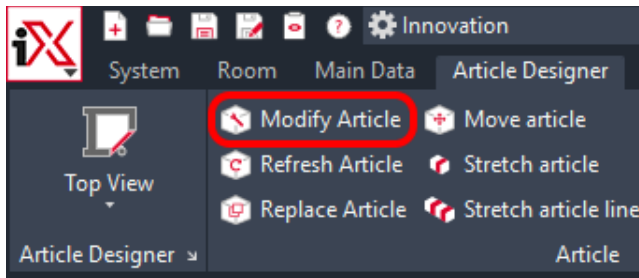 iX
Innovation
System Room Main Data Article Designer
Modify Article Move article
Refresh Article Stretch article
Top View
Replace Article Stretch article line
Article Designer Article